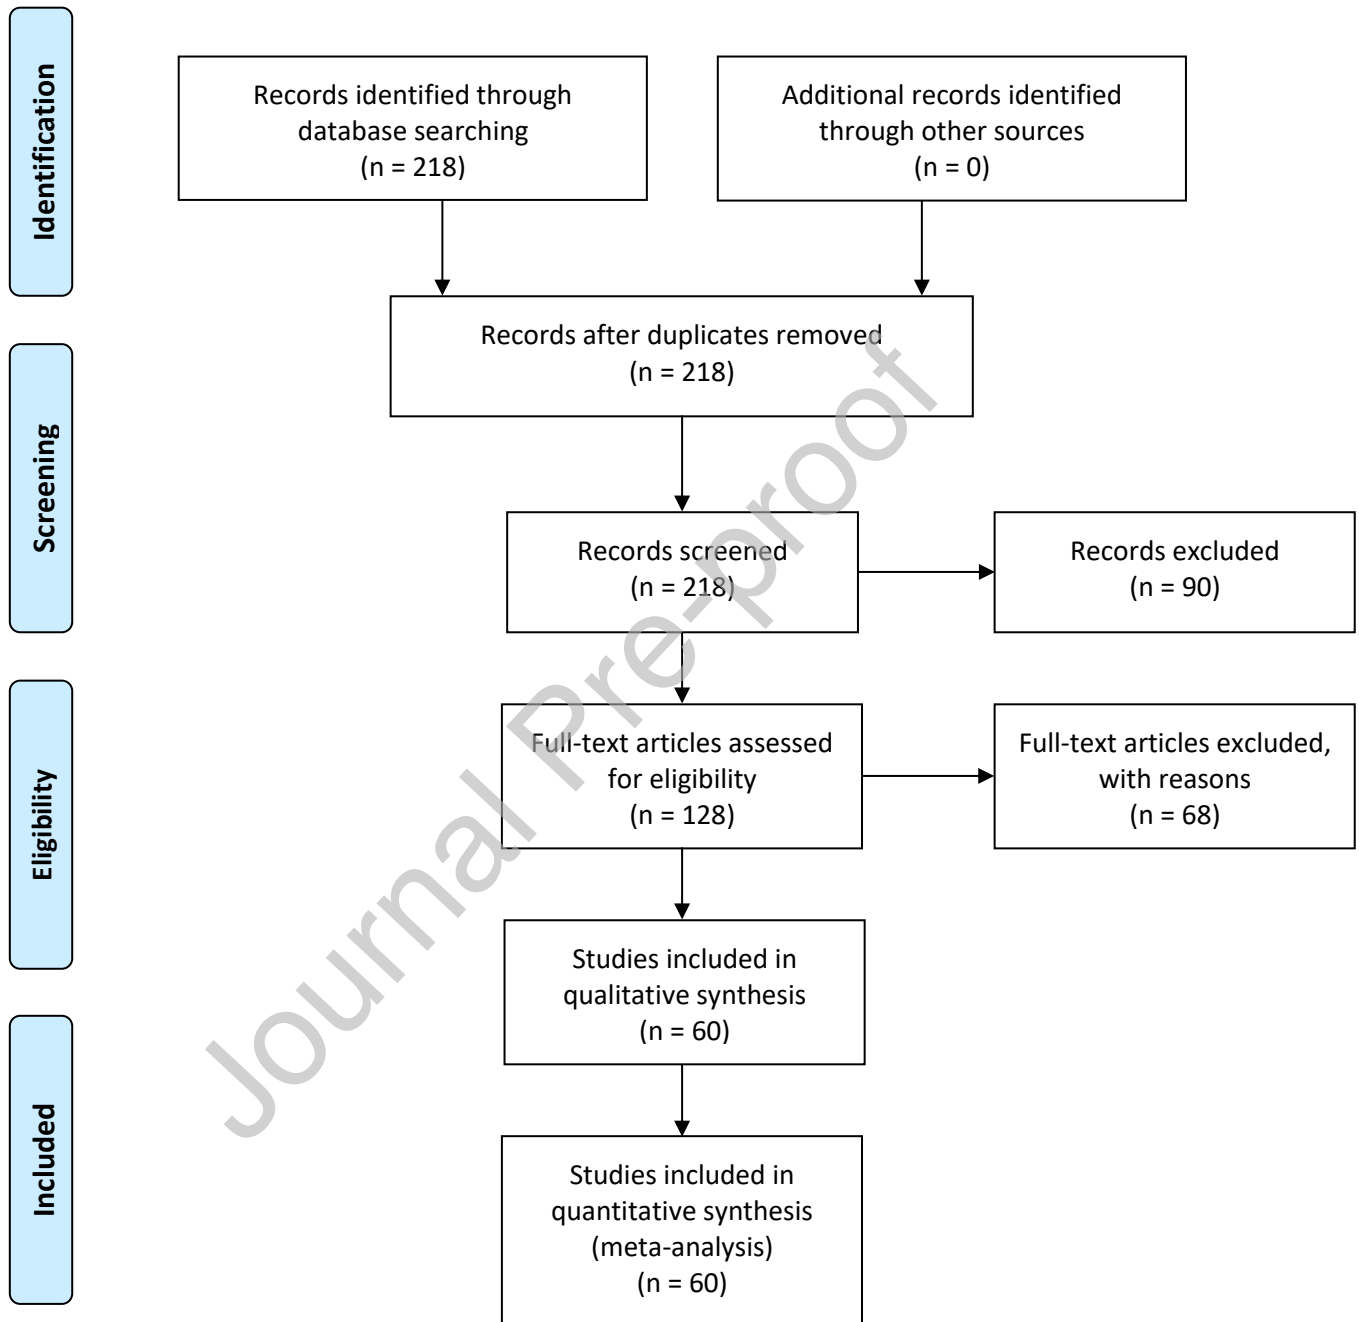 Identification
Records identified through
database searching
(n = 218)
Additional records identified
through other sources
(n = 0)
Records after duplicates removed
(n = 218)
Screening
Records screened
(n = 218)
Records excluded
(n = 90)
Eligibility
Full-text articles assessed
for eligibility
(n = 128)
Full-text articles excluded,
with reasons
(n = 68)
Studies included in
qualitative synthesis
(n = 60)
Included
Studies included in
quantitative synthesis
(meta-analysis)
(n = 60)
Journal Pre-proof